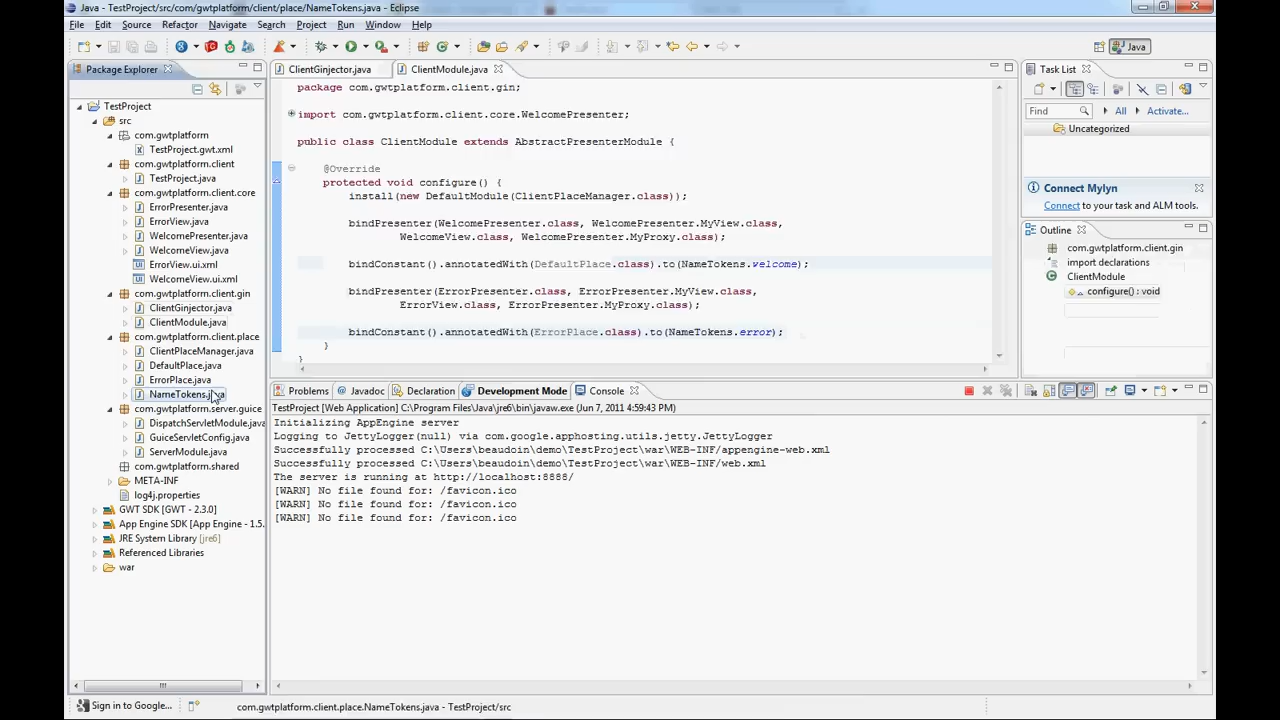 Java - TestProject/src/com/gwtplatform/client/place/NameTokens.java - Eclipse
File Edit Source Refactor Navigate Search Project Run Window Help
Java
Package Explorer
TestProject
src
com.gwtplatform
TestProject.gwt.xml
com.gwtplatform.client
TestProject.java
com.gwtplatform.client.core
ErrorPresenter.java
ErrorView.java
WelcomePresenter.java
WelcomeView.java
ErrorView.ui.xml
WelcomeView.ui.xml
com.gwtplatform.client.gin
ClientGinjector.java
ClientModule.java
com.gwtplatform.client.place
ClientPlaceManager.java
DefaultPlace.java
ErrorPlace.java
NameTokens.java
com.gwtplatform.server.guice
DispatchServletModule.java
GuiceServletConfig.java
ServerModule.java
com.gwtplatform.shared
META-INF
log4j.properties
GWT SDK [GWT - 2.3.0]
App Engine SDK [App Engine - 1.5.
JRE System Library [jre6]
Referenced Libraries
war
ClientGinjector.java ClientModule.java
package com.gwtplatform.client.gin;
import com.gwtplatform.client.core.WelcomePresenter;
public class ClientModule extends AbstractPresenterModule {
@Override
protected void configure() {
install(new DefaultModule(ClientPlaceManager.class));
bindPresenter(WelcomePresenter.class, WelcomePresenter.MyView.class,
WelcomeView.class, WelcomePresenter.MyProxy.class);
bindConstant().annotatedWith(DefaultPlace.class).to(NameTokens.welcome);
bindPresenter(ErrorPresenter.class, ErrorPresenter.MyView.class,
ErrorView.class, ErrorPresenter.MyProxy.class);
bindConstant().annotatedWith(ErrorPlace.class).to(NameTokens.error);
}
}
Task List
Find All Activate...
Uncategorized
Connect Mylyn
Connect to your task and ALM tools.
Outline
com.gwtplatform.client.gin
import declarations
ClientModule
configure() : void
Problems Javadoc Declaration Development Mode Console
TestProject [Web Application] C:\Program Files\Java\jre6\bin\javaw.exe (Jun 7, 2011 4:59:43 PM)
Initializing AppEngine server
Logging to JettyLogger(null) via com.google.apphosting.utils.jetty.JettyLogger
Successfully processed C:\Users\beaudoin\demo\TestProject\war\WEB-INF/appengine-web.xml
Successfully processed C:\Users\beaudoin\demo\TestProject\war\WEB-INF/web.xml
The server is running at http://localhost:8888/
[WARN] No file found for: /favicon.ico
[WARN] No file found for: /favicon.ico
[WARN] No file found for: /favicon.ico
Sign in to Google... com.gwtplatform.client.place.NameTokens.java - TestProject/src